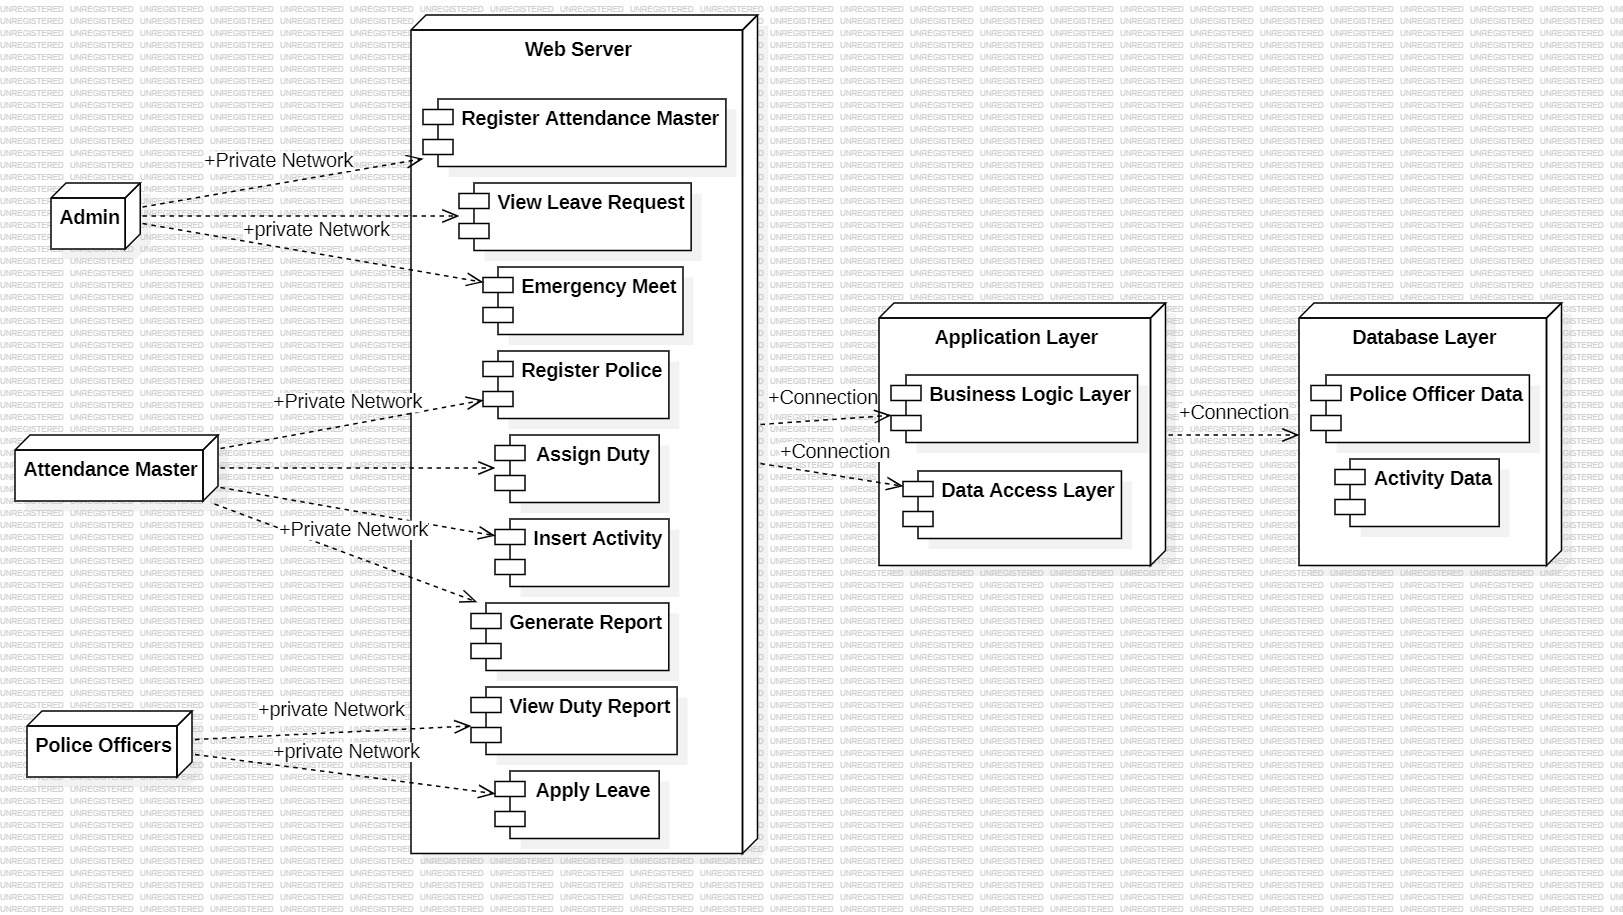 Web Server
Register Attendance Master
+Private Network
View Leave Request
Admin
+private Network
Emergency Meet
Register Police
+Private Network
Assign Duty
Attendance Master
+Private Network
Insert Activity
Generate Report
View Duty Report
+private Network
Police Officers
+private Network
Apply Leave
Application Layer
+Connection
Business Logic Layer
+Connection
Data Access Layer
Database Layer
+Connection
Police Officer Data
Activity Data
UNREGISTERED